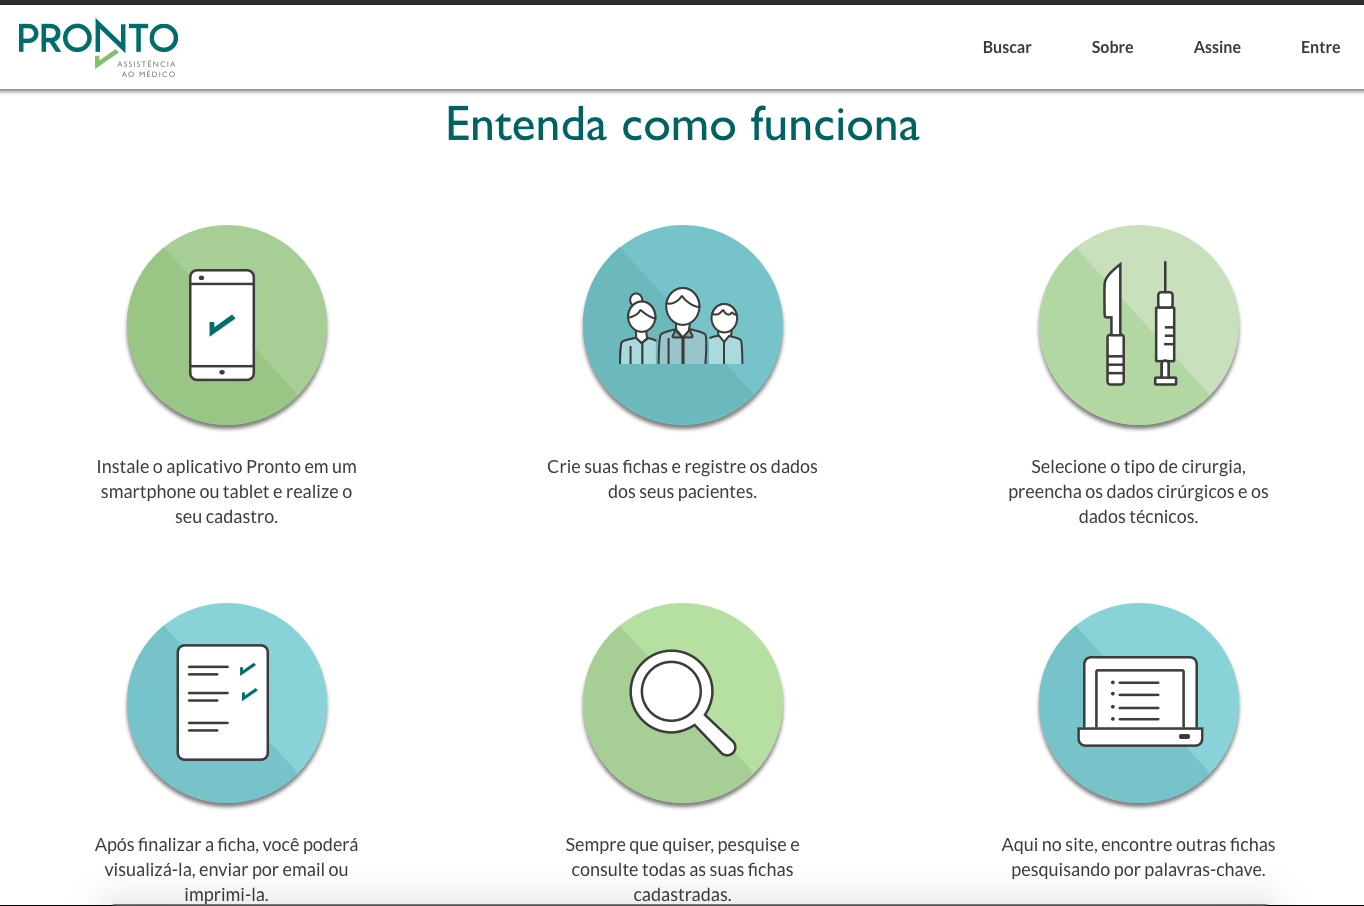 PRONTO
ASSISTÊNCIA
AO MÉDICO
Buscar
Sobre
Assine
Entre
Entenda como funciona
Instale o aplicativo Pronto em um
smartphone ou tablet e realize o
seu cadastro.
Crie suas fichas e registre os dados
dos seus pacientes.
Selecione o tipo de cirurgia,
preencha os dados cirúrgicos e os
dados técnicos.
Após finalizar a ficha, você poderá
visualizá-la, enviar por email ou
imprimi-la.
Sempre que quiser, pesquise e
consulte todas as suas fichas
cadastradas.
Aqui no site, encontre outras fichas
pesquisando por palavras-chave.